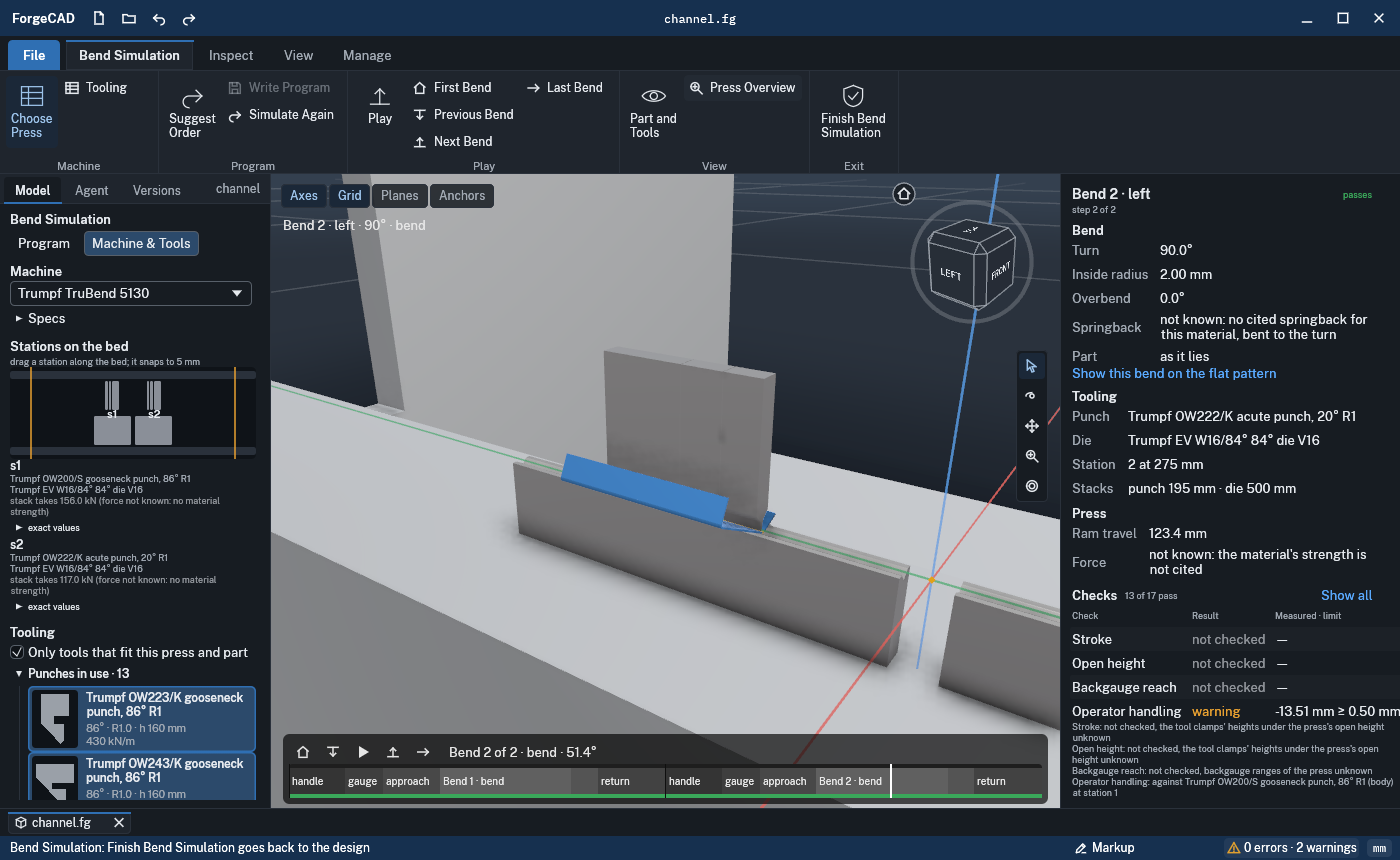 ForgeCAD
channel.fg
File
Bend Simulation
Inspect
View
Manage
Choose Press
Tooling
Machine
Suggest Order
Write Program
Simulate Again
Program
Play
First Bend
Previous Bend
Next Bend
Last Bend
Play
Part and Tools
Press Overview
View
Finish Bend Simulation
Exit
Model
Agent
Versions
channel
Bend Simulation
Program
Machine & Tools
Machine
Trumpf TruBend 5130
Specs
Stations on the bed
drag a station along the bed; it snaps to 5 mm
s1
s2
s1
Trumpf OW200/S gooseneck punch, 86° R1
Trumpf EV W16/84° 84° die V16
stack takes 156.0 kN (force not known: no material
strength)
exact values
s2
Trumpf OW222/K acute punch, 20° R1
Trumpf EV W16/84° 84° die V16
stack takes 117.0 kN (force not known: no material
strength)
exact values
Tooling
Only tools that fit this press and part
Punches in use · 13
Trumpf OW223/K gooseneck
punch, 86° R1
86° · R1.0 · h 160 mm
430 kN/m
Trumpf OW243/K gooseneck
punch, 86° R1
86° · R1.0 · h 160 mm
Axes
Grid
Planes
Anchors
Bend 2 · left · 90° · bend
LEFT
FRONT
Bend 2 of 2 · bend · 51.4°
handle
gauge
approach
Bend 1 · bend
return
handle
gauge
approach
Bend 2 · bend
return
Bend 2 · left
passes
step 2 of 2
Bend
Turn 90.0°
Inside radius 2.00 mm
Overbend 0.0°
Springback not known: no cited springback for
this material, bent to the turn
Part as it lies
Show this bend on the flat pattern
Tooling
Punch Trumpf OW222/K acute punch, 20° R1
Die Trumpf EV W16/84° 84° die V16
Station 2 at 275 mm
Stacks punch 195 mm · die 500 mm
Press
Ram travel 123.4 mm
Force not known: the material's strength is
not cited
Checks 13 of 17 pass Show all
Check Result Measured · limit
Stroke not checked —
Open height not checked —
Backgauge reach not checked —
Operator handling warning -13.51 mm ≥ 0.50 mm
Stroke: not checked, the tool clamps' heights under the press's open height
unknown
Open height: not checked, the tool clamps' heights under the press's open
height unknown
Backgauge reach: not checked, backgauge ranges of the press unknown
Operator handling: against Trumpf OW200/S gooseneck punch, 86° R1 (body)
at station 1
channel.fg
Bend Simulation: Finish Bend Simulation goes back to the design
Markup
0 errors · 2 warnings
mm